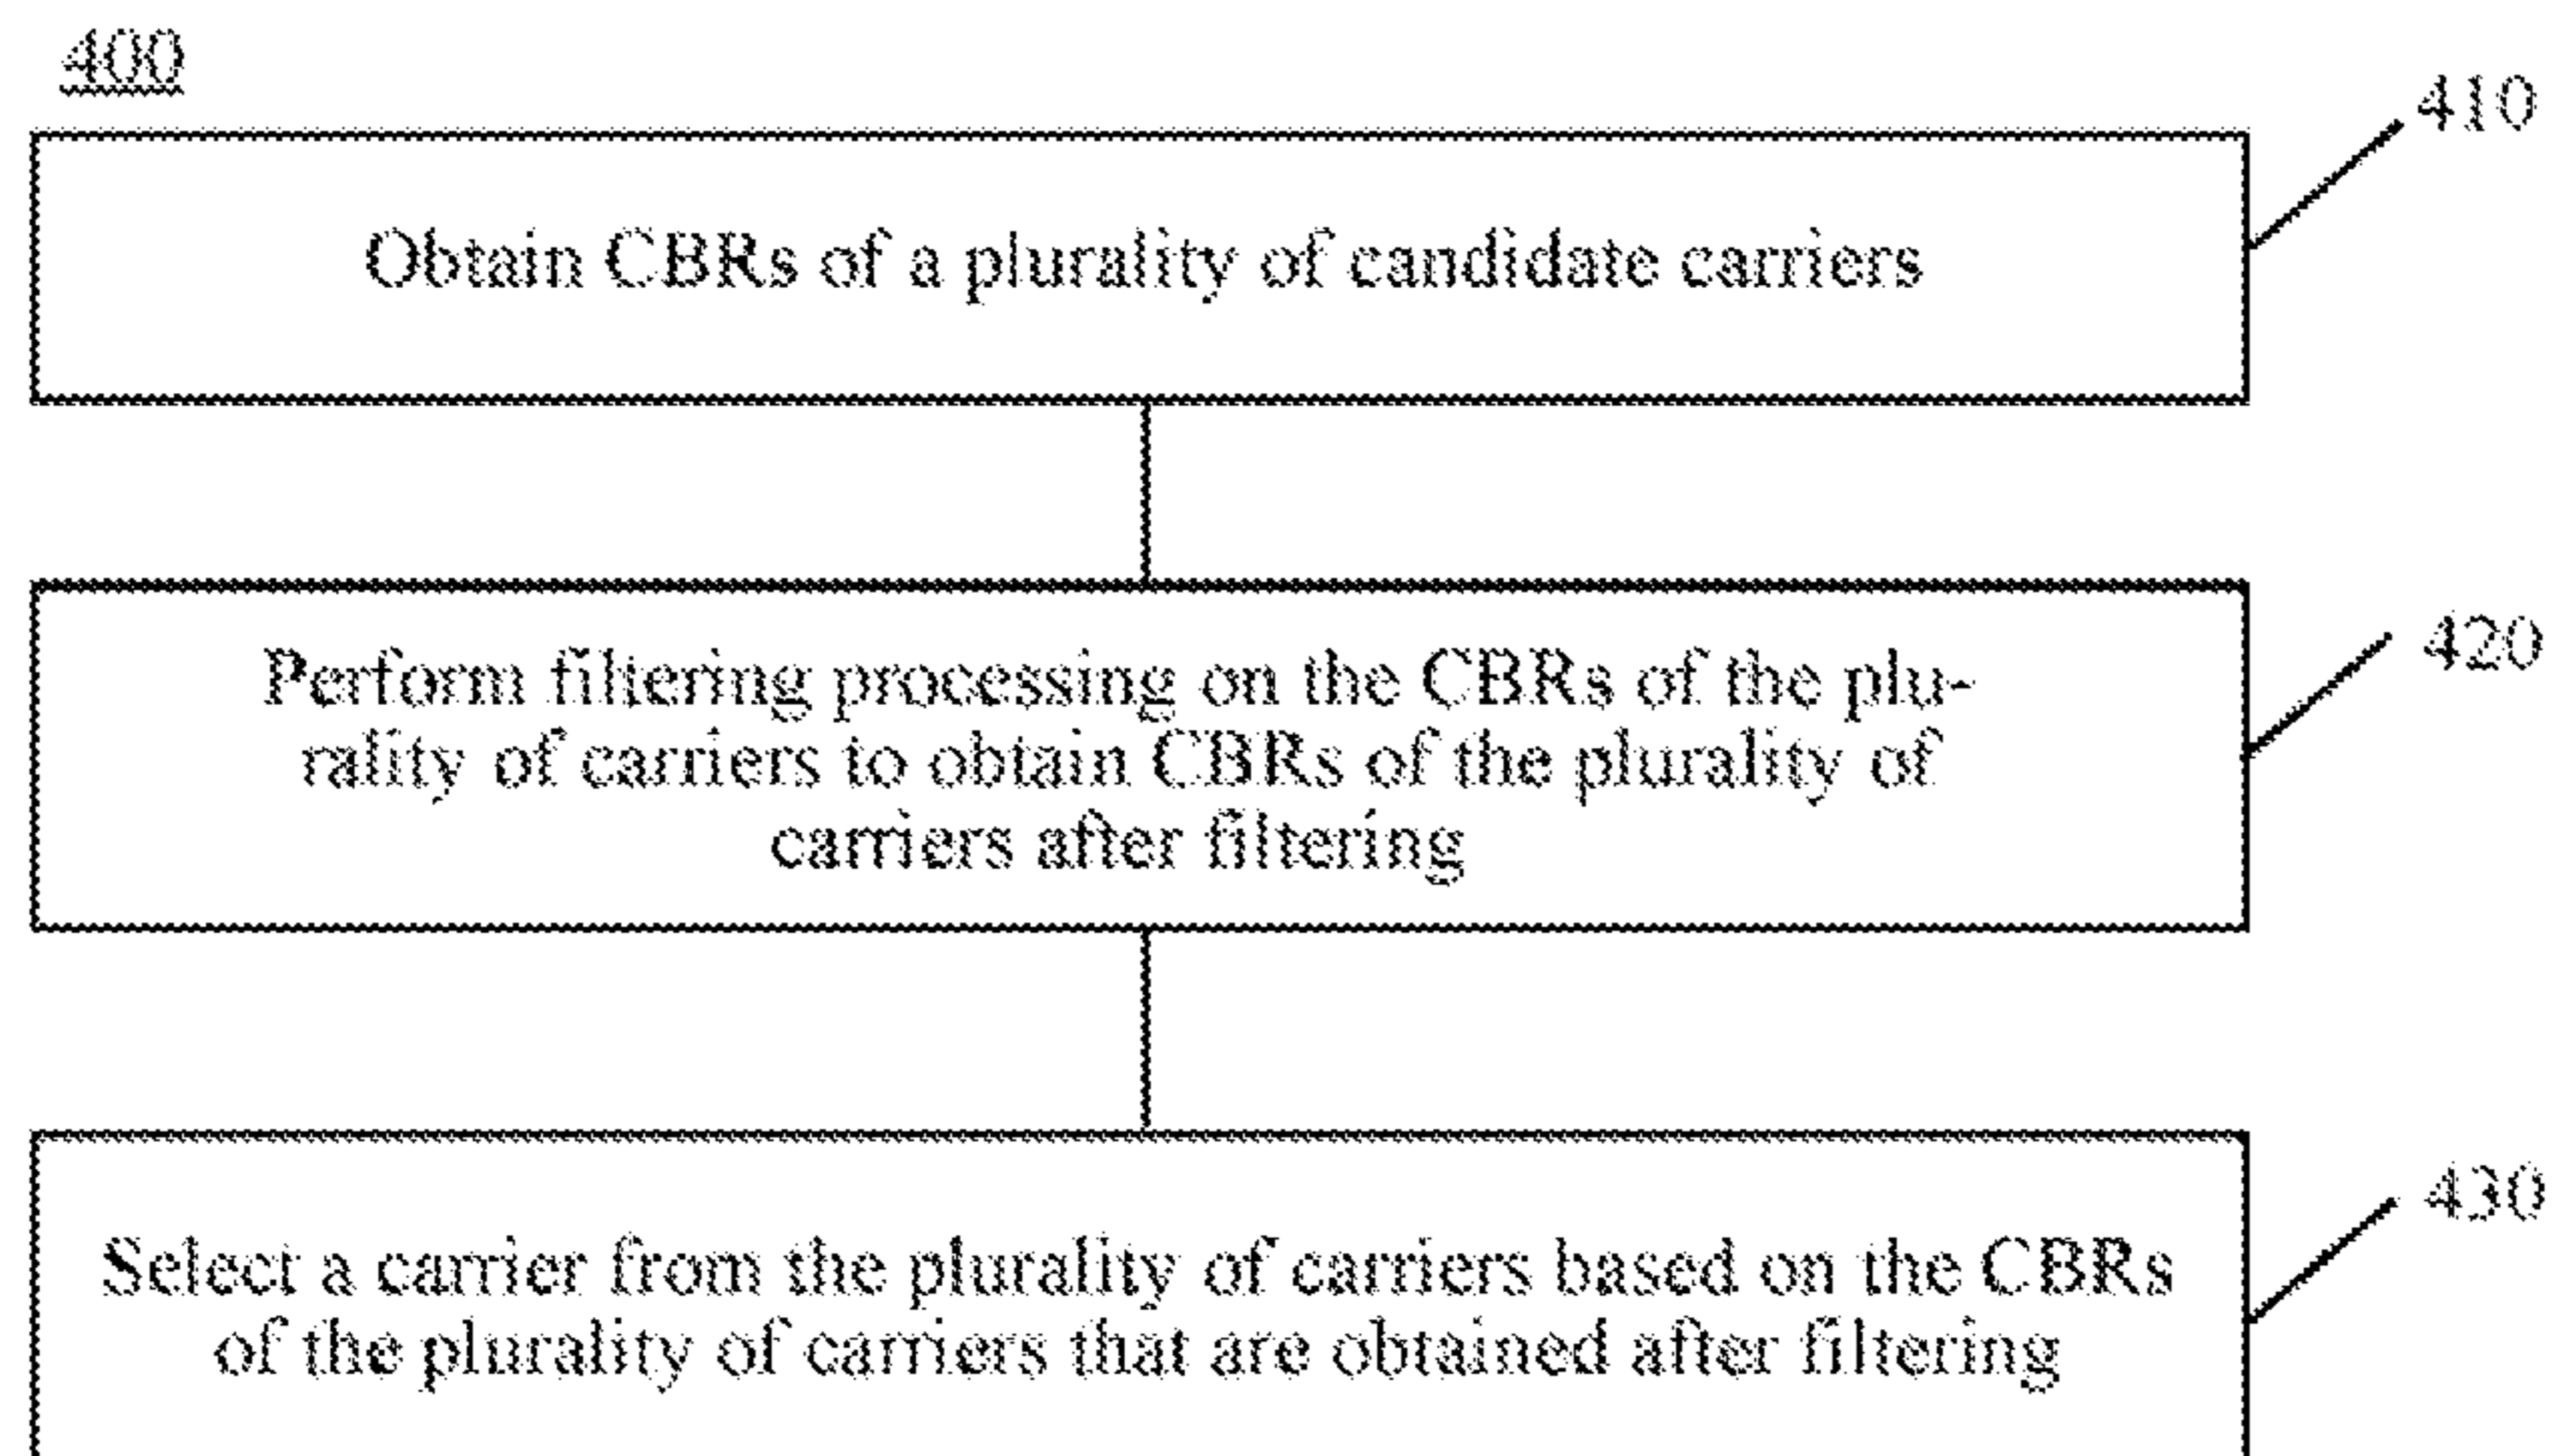 400
410
Obtain CBRs of a plurality of candidate carriers
420
Perform filtering processing on the CBRs of the plu-
rality of carriers to obtain CBRs of the plurality of
carriers after filtering
430
Select a carrier from the plurality of carriers based on the CBRs
of the plurality of carriers that are obtained after filtering